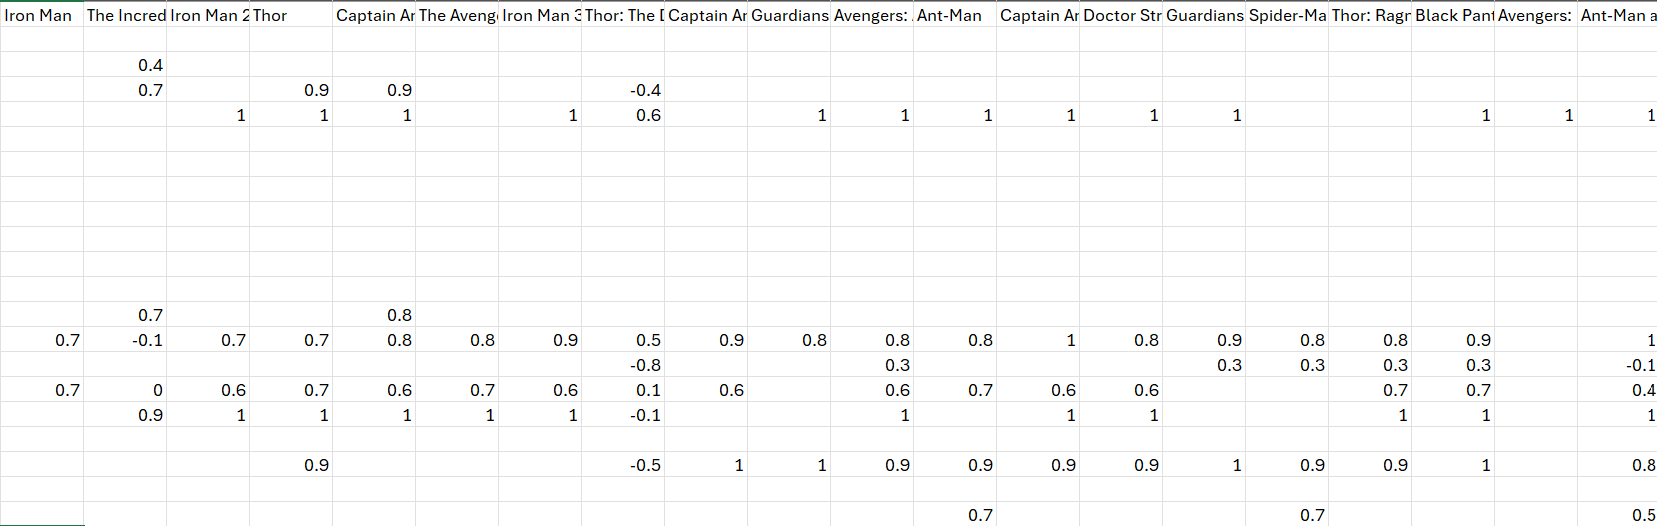 Iron Man The Incred Iron Man 2 Thor Captain Ar The Aveng Iron Man 3 Thor: The D Captain Ar Guardians Avengers: Ant-Man Captain Ar Doctor Str Guardians Spider-Ma Thor: Ragn Black Pant Avengers: Ant-Man a
0.4
0.7 0.9 0.9 -0.4
1 1 1 1 0.6 1 1 1 1 1 1 1 1 1
0.7 0.8
0.7 -0.1 0.7 0.7 0.8 0.8 0.9 0.5 0.9 0.8 0.8 0.8 1 0.8 0.9 0.8 0.8 0.9 1
-0.8 0.3 0.3 0.3 0.3 0.3 -0.1
0.7 0 0.6 0.7 0.6 0.7 0.6 0.1 0.6 0.6 0.7 0.6 0.6 0.7 0.7 0.4
0.9 1 1 1 1 1 -0.1 1 1 1 1 1 1
0.9 -0.5 1 1 0.9 0.9 0.9 0.9 1 0.9 0.9 1 0.8
0.7 0.7 0.5